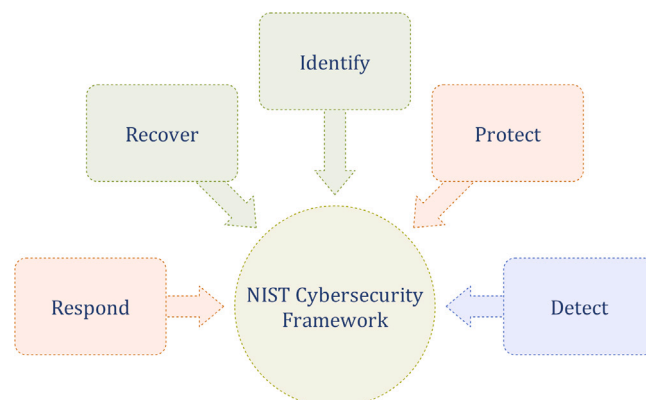 Identify
Recover
Protect
Respond
NIST Cybersecurity
Framework
Detect